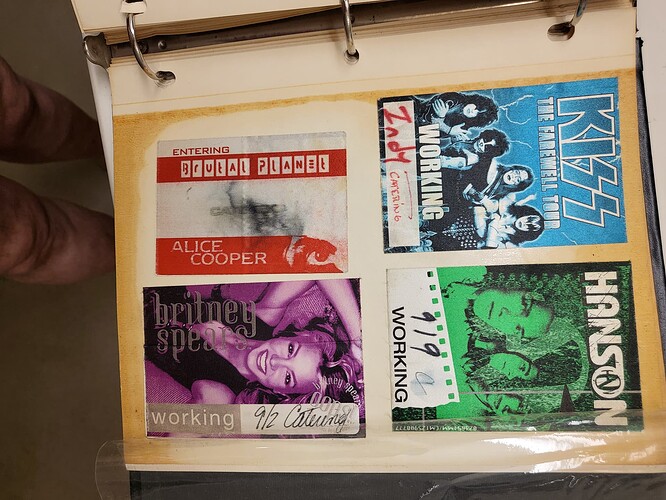 ENTERING
BRUTAL PLANET
ALICE
COOPER
KISS
THE FAREWELL TOUR
WORKING
Indy
CATERING
britney
spears
working
9/2 Catering
HANSON
WORKING
9/9